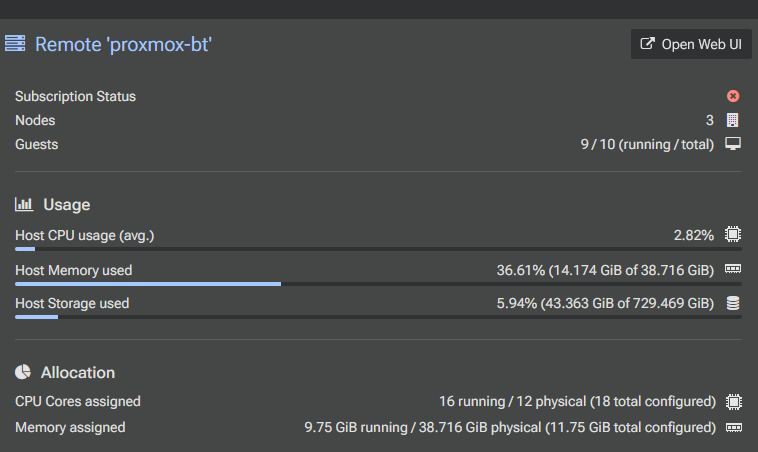 Remote 'proxmox-bt'
Open Web UI
Subscription Status
Nodes 3
Guests 9 / 10 (running / total)
Usage
Host CPU usage (avg.) 2.82%
Host Memory used 36.61% (14.174 GiB of 38.716 GiB)
Host Storage used 5.94% (43.363 GiB of 729.469 GiB)
Allocation
CPU Cores assigned 16 running / 12 physical (18 total configured)
Memory assigned 9.75 GiB running / 38.716 GiB physical (11.75 GiB total configured)